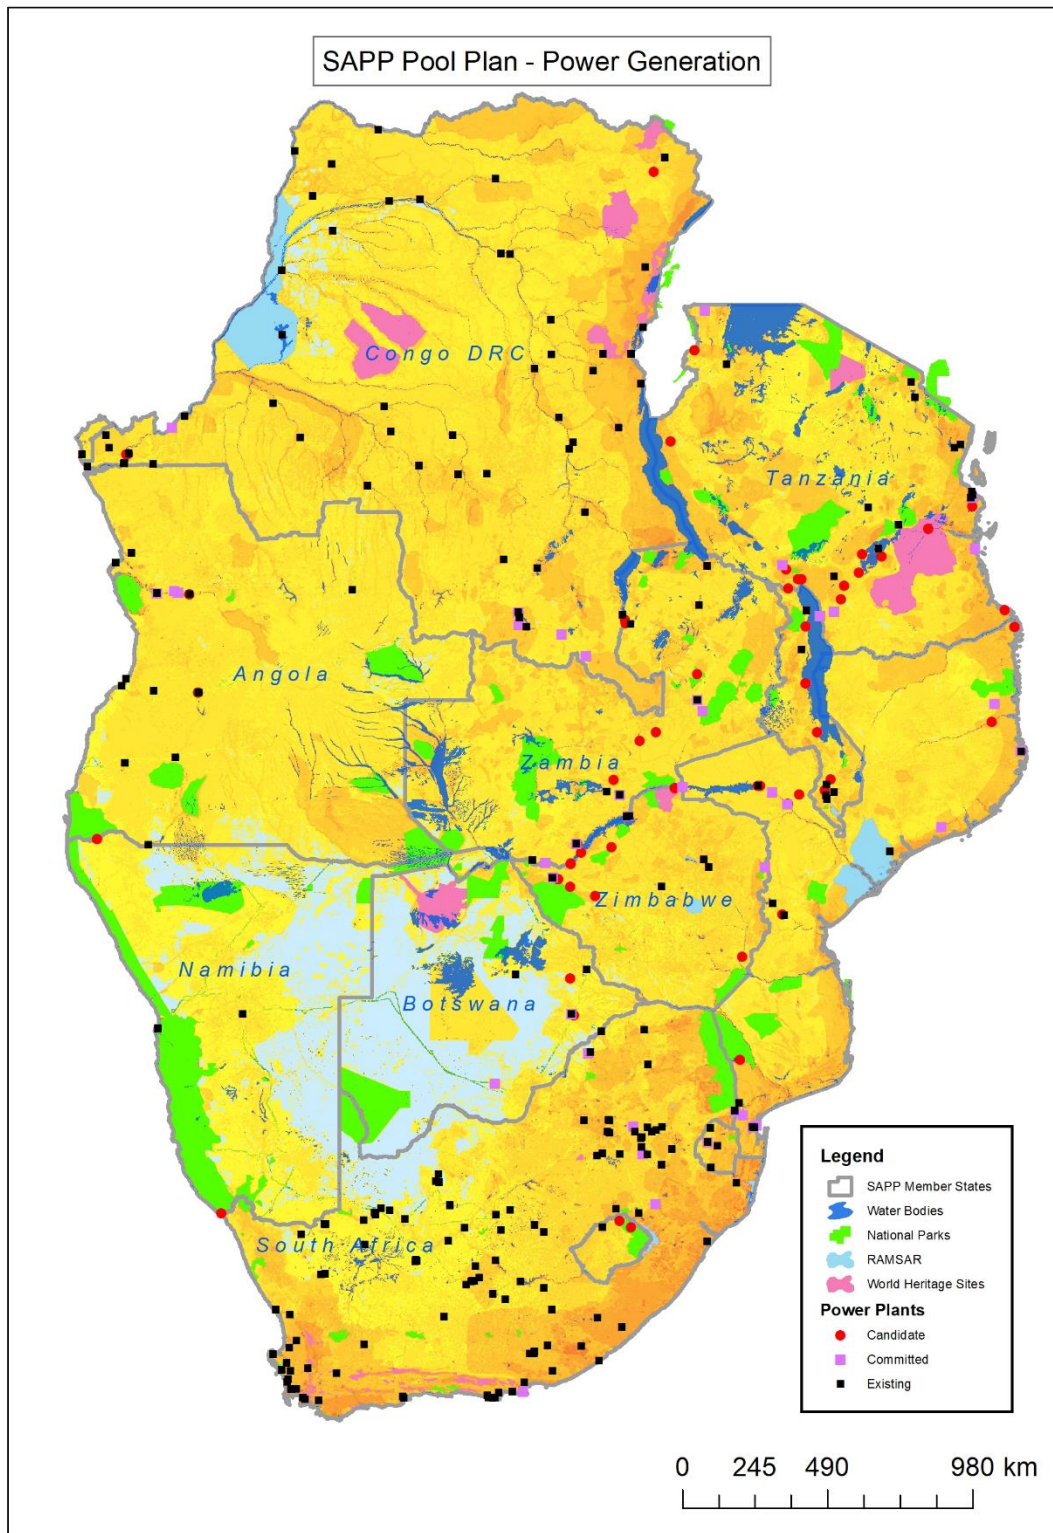 SAPP Pool Plan - Power Generation
Congo DRC
Tanzania
Angola
Zambia
Zimbabwe
Namibia
Botswana
South Africa
Legend
SAPP Member States
Water Bodies
National Parks
RAMSAR
World Heritage Sites
Power Plants
Candidate
Committed
Existing
0 245 490 980 km